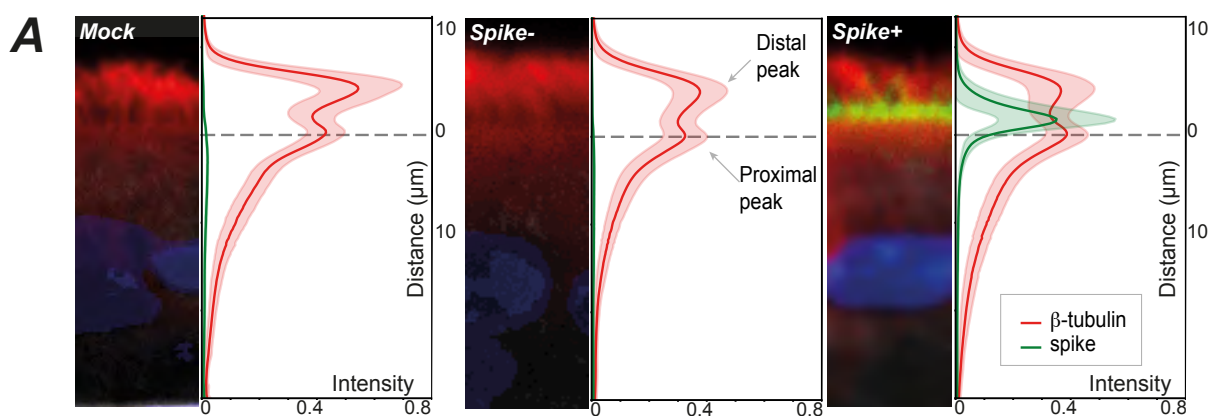 A
Mock
Spike-
Spike+
Distal
peak
Proximal
peak
10
0
10
Distance (μm)
Intensity
0
0.4
0.8
Distance (μm)
10
0
10
β-tubulin
spike
Intensity
0
0.4
0.8
0
0.4
0.8